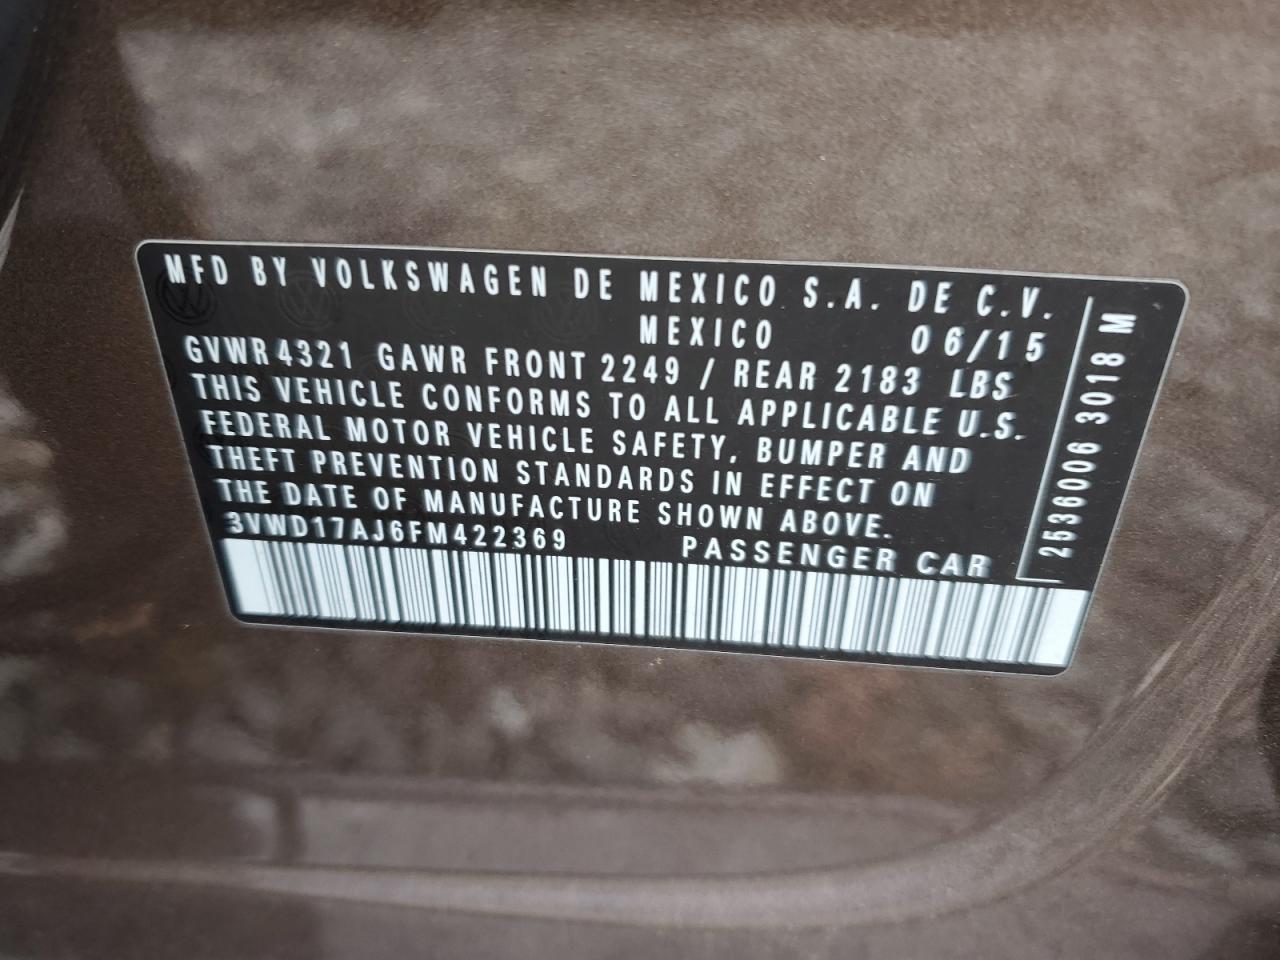 MFD BY VOLKSWAGEN DE MEXICO S.A. DE C.V.
MEXICO 06/15
GVWR 4321 GAWR FRONT 2249 / REAR 2183 LBS
THIS VEHICLE CONFORMS TO ALL APPLICABLE U.S.
FEDERAL MOTOR VEHICLE SAFETY, BUMPER AND
THEFT PREVENTION STANDARDS IN EFFECT ON
THE DATE OF MANUFACTURE SHOWN ABOVE.
3VWD17AJ6FM422369 PASSENGER CAR
2536006 3018 M